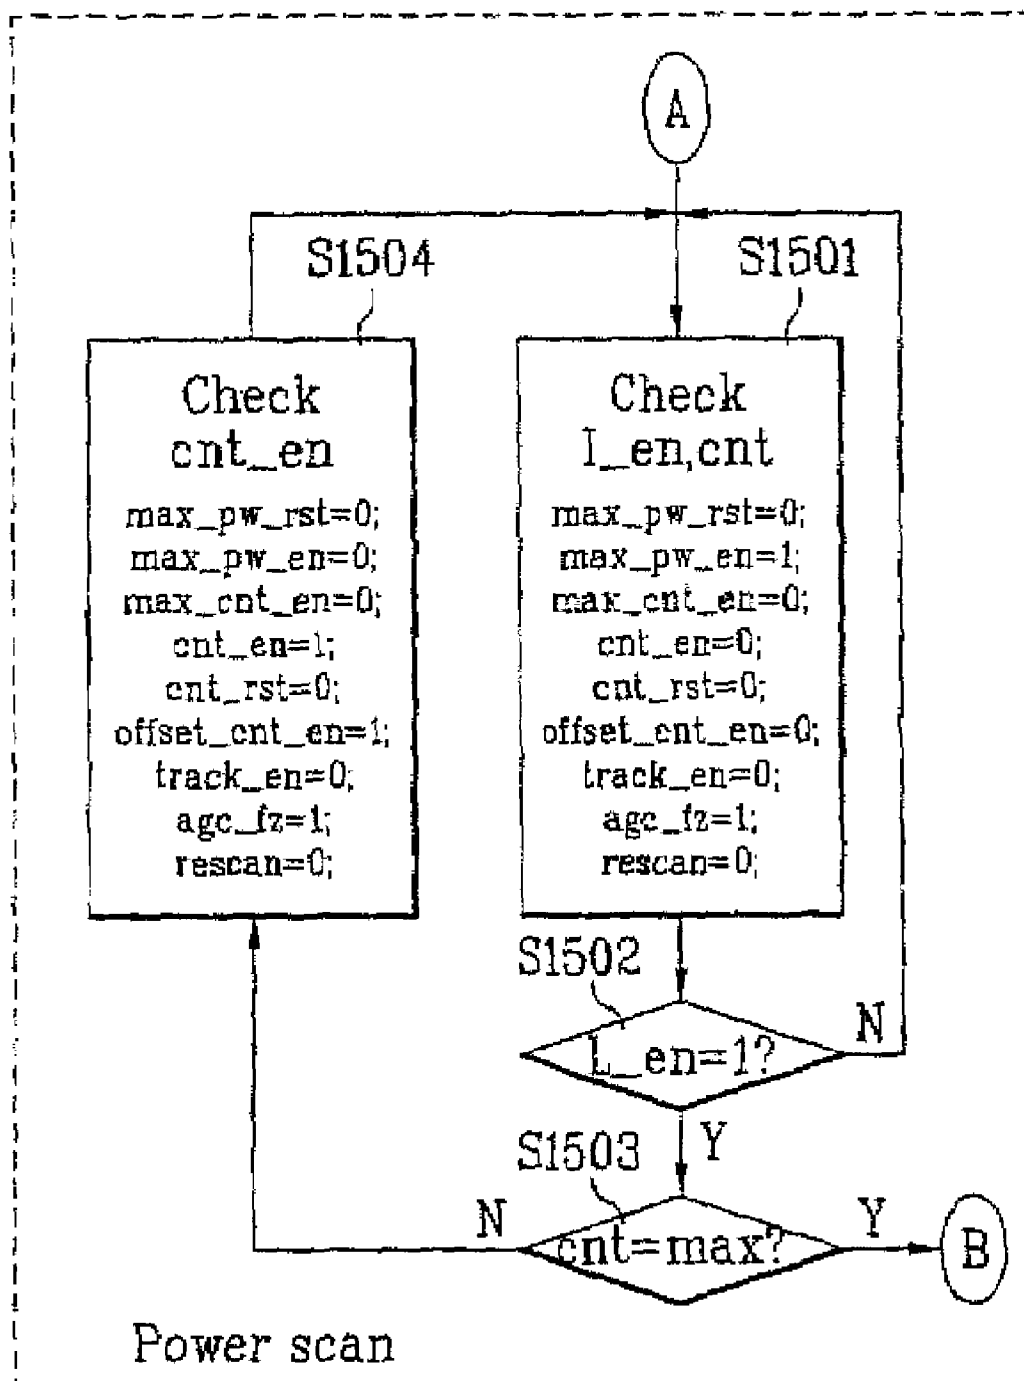 A
S1504
Check
cnt_en
max_pw_rst=0;
max_pw_en=0;
max_cnt_en=0;
cnt_en=1;
cnt_rst=0;
offset_cnt_en=1;
track_en=0;
agc_fz=1;
rescan=0;
S1501
Check
I_en,cnt
max_pw_rst=0;
max_pw_en=1;
max_cnt_en=0;
cnt_en=0;
cnt_rst=0;
offset_cnt_en=0;
track_en=0;
agc_fz=1;
rescan=0;
S1502
I_en=1?
N
Y
S1503
cnt=max?
N
Y
B
Power scan